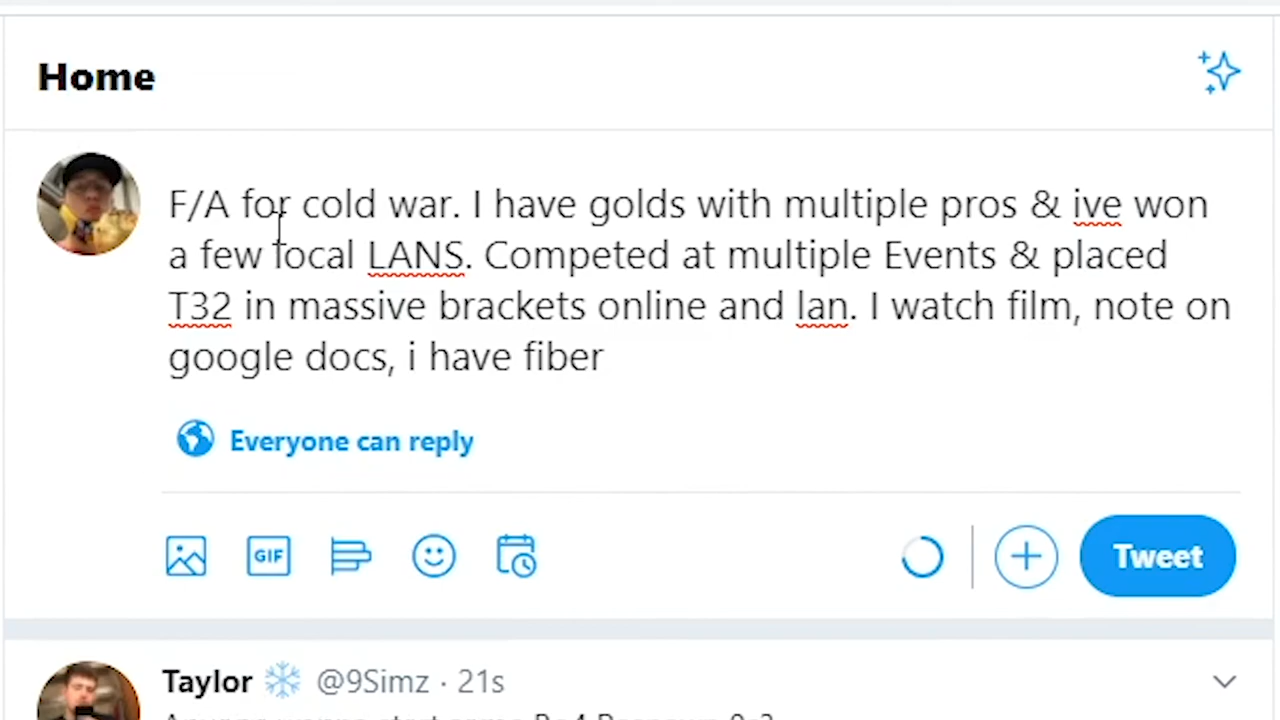 Home
F/A for cold war. I have golds with multiple pros & ive won
a few local LANS. Competed at multiple Events & placed
T32 in massive brackets online and lan. I watch film, note on
google docs, i have fiber
Everyone can reply
GIF
Tweet
Taylor ❄️ @9Simz · 21s